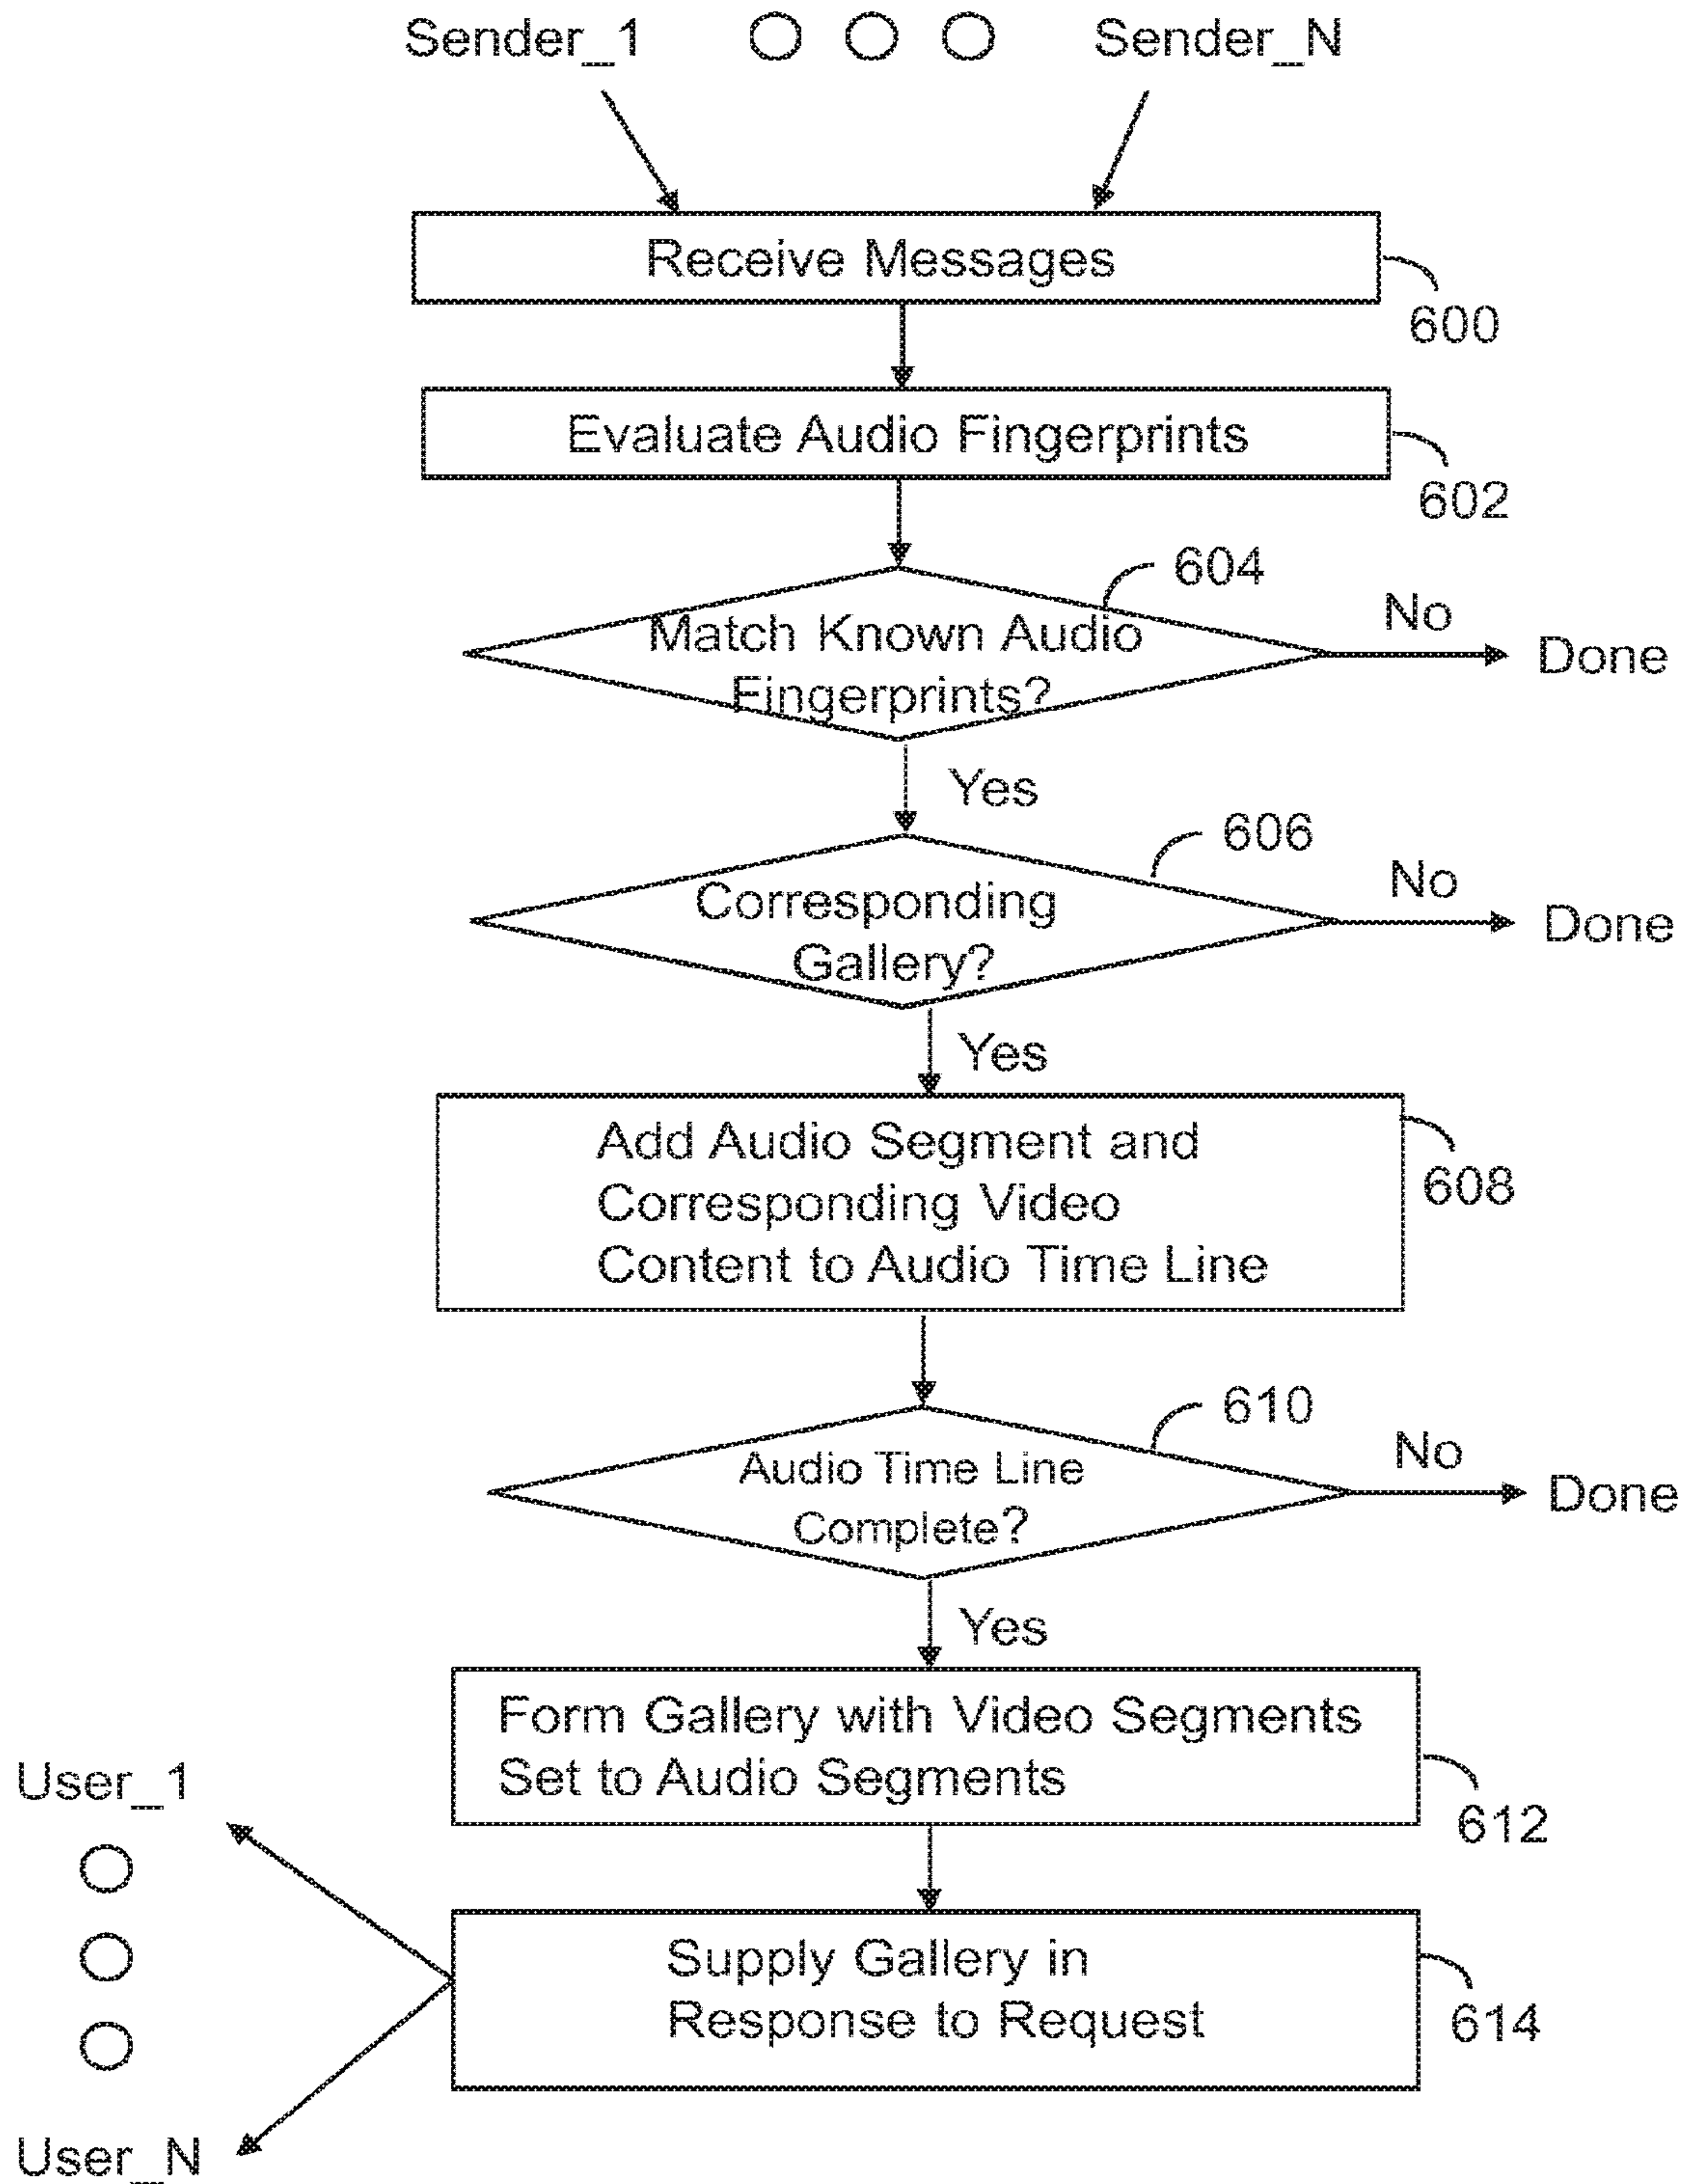 Sender_1 Sender_N
Receive Messages
600
Evaluate Audio Fingerprints
602
604
Match Known Audio
Fingerprints?
No
Done
Yes
606
Corresponding
Gallery?
No
Done
Yes
Add Audio Segment and
Corresponding Video
Content to Audio Time Line
608
610
Audio Time Line
Complete?
No
Done
Yes
Form Gallery with Video Segments
Set to Audio Segments
612
User_1
Supply Gallery in
Response to Request
614
User_N